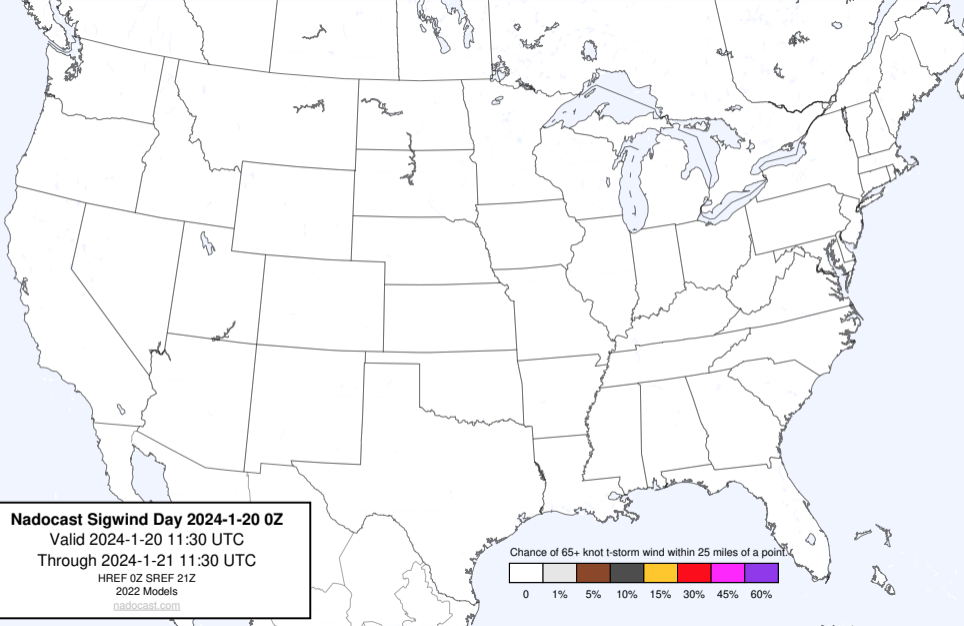 Nadocast Sigwind Day 2024-1-20 0Z
Valid 2024-1-20 11:30 UTC
Through 2024-1-21 11:30 UTC
HREF 0Z SREF 21Z
2022 Models
nadocast.com
Chance of 65+ knot t-storm wind within 25 miles of a point.
0 1% 5% 10% 15% 30% 45% 60%